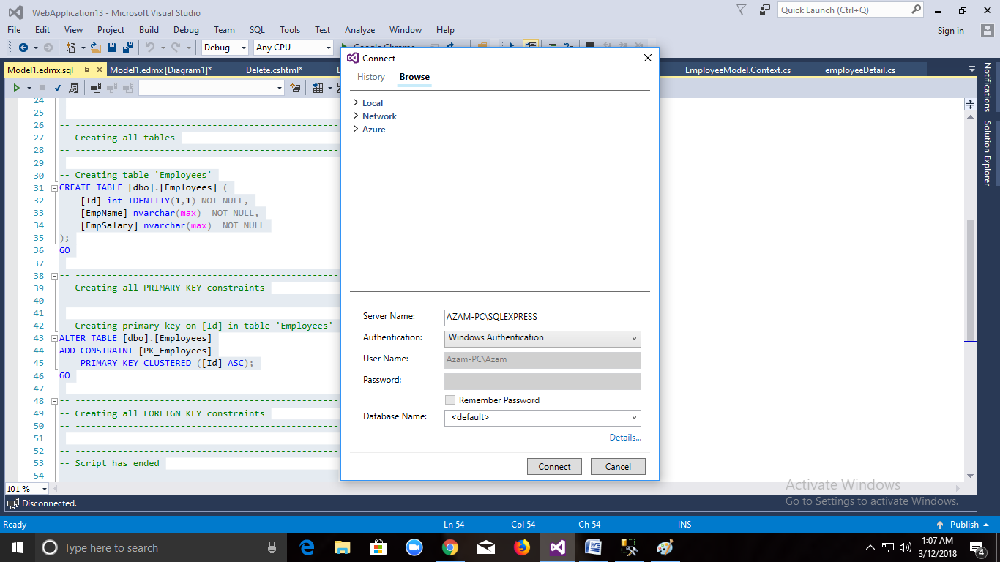 WebApplication13 - Microsoft Visual Studio
Quick Launch (Ctrl+Q)
File Edit View Project Build Debug Team SQL Tools Test Analyze Window Help
Sign in
Debug Any CPU
Model1.edmx.sql Model1.edmx [Diagram1]* Delete.cshtml* EmployeeModel.Context.cs employeeDetail.cs
Notifications
Solution Explorer
24
25
26 -- --------------------------------------------------
27 -- Creating all tables
28 -- --------------------------------------------------
29
30 -- Creating table 'Employees'
31 CREATE TABLE [dbo].[Employees] (
32 [Id] int IDENTITY(1,1) NOT NULL,
33 [EmpName] nvarchar(max)  NOT NULL,
34 [EmpSalary] nvarchar(max)  NOT NULL
35 );
36 GO
37
38 -- --------------------------------------------------
39 -- Creating all PRIMARY KEY constraints
40 -- --------------------------------------------------
41
42 -- Creating primary key on [Id] in table 'Employees'
43 ALTER TABLE [dbo].[Employees]
44 ADD CONSTRAINT [PK_Employees]
45 PRIMARY KEY CLUSTERED ([Id] ASC);
46 GO
47
48 -- --------------------------------------------------
49 -- Creating all FOREIGN KEY constraints
50 -- --------------------------------------------------
51
52 -- --------------------------------------------------
53 -- Script has ended
54 -- --------------------------------------------------
101 %
Disconnected.
Connect
History Browse
Local
Network
Azure
Server Name: AZAM-PC\SQLEXPRESS
Authentication: Windows Authentication
User Name: Azam-PC\Azam
Password:
Remember Password
Database Name: <default>
Details...
Connect Cancel
Activate Windows
Go to Settings to activate Windows.
Ready Ln 54 Col 54 Ch 54 INS Publish
Type here to search
1:07 AM
3/12/2018
4